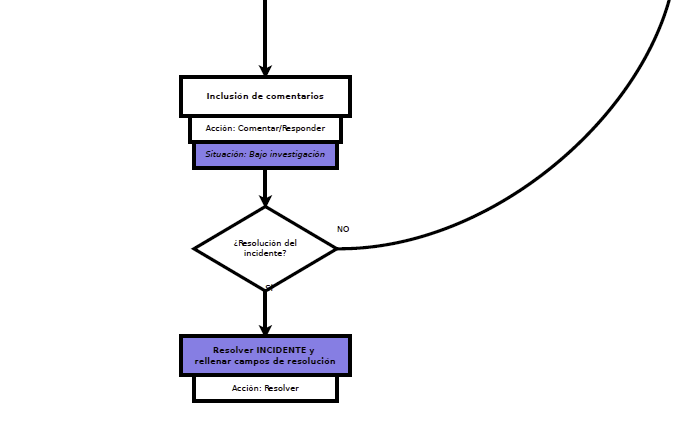 Inclusión de comentarios
Acción: Comentar/Responder
Situación: Bajo investigación
NO
¿Resolución del
incidente?
SÍ
Resolver INCIDENTE y
rellenar campos de resolución
Acción: Resolver